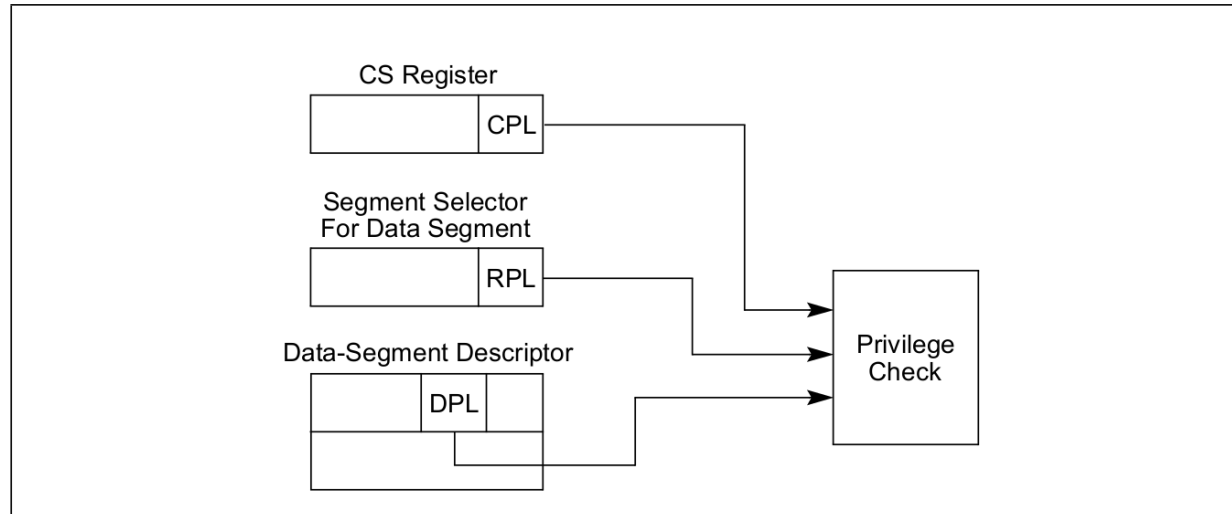 CS Register
CPL
Segment Selector
For Data Segment
RPL
Data-Segment Descriptor
DPL
Privilege
Check